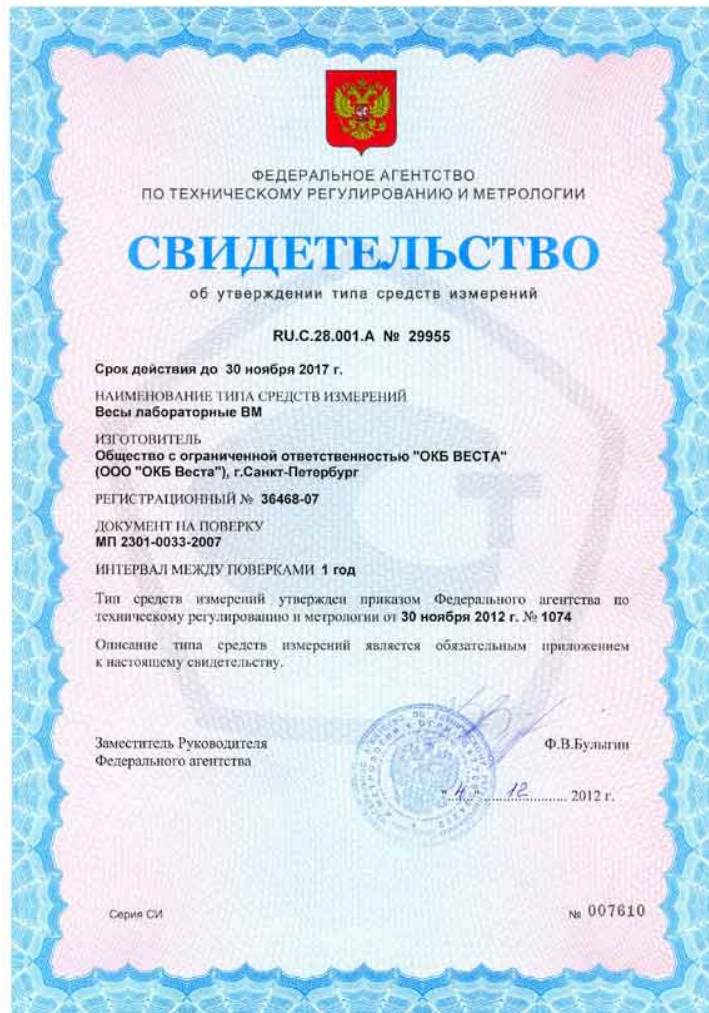 ФЕДЕРАЛЬНОЕ АГЕНТСТВО
ПО ТЕХНИЧЕСКОМУ РЕГУЛИРОВАНИЮ И МЕТРОЛОГИИ
СВИДЕТЕЛЬСТВО
об утверждении типа средств измерений
RU.C.28.001.A № 29955
Срок действия до 30 ноября 2017 г.
НАИМЕНОВАНИЕ ТИПА СРЕДСТВ ИЗМЕРЕНИЙ
Весы лабораторные ВМ
ИЗГОТОВИТЕЛЬ
Общество с ограниченной ответственностью "ОКБ ВЕСТА"
(ООО "ОКБ Веста"), г.Санкт-Петербург
РЕГИСТРАЦИОННЫЙ № 36468-07
ДОКУМЕНТ НА ПОВЕРКУ
МП 2301-0033-2007
ИНТЕРВАЛ МЕЖДУ ПОВЕРКАМИ 1 год
Тип средств измерений утвержден приказом Федерального агентства по
техническому регулированию и метрологии от 30 ноября 2012 г. № 1074
Описание типа средств измерений является обязательным приложением
к настоящему свидетельству.
Заместитель Руководителя
Федерального агентства
Ф.В.Булыгин
"4" 12 2012 г.
Серия СИ
№ 007610